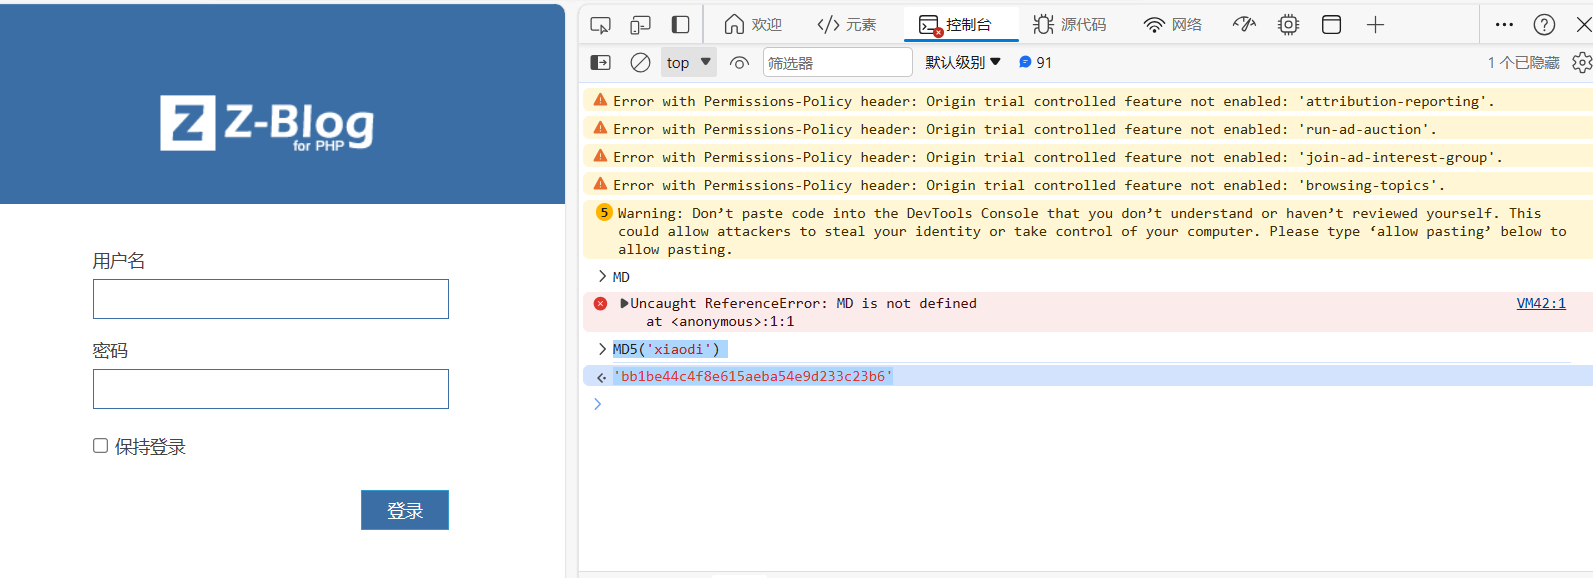 Z Z-Blog
for PHP
用户名
密码
保持登录
登录
欢迎
元素
控制台
源代码
网络
top
筛选器
默认级别
91
1 个已隐藏
Error with Permissions-Policy header: Origin trial controlled feature not enabled: 'attribution-reporting'.
Error with Permissions-Policy header: Origin trial controlled feature not enabled: 'run-ad-auction'.
Error with Permissions-Policy header: Origin trial controlled feature not enabled: 'join-ad-interest-group'.
Error with Permissions-Policy header: Origin trial controlled feature not enabled: 'browsing-topics'.
5 Warning: Don’t paste code into the DevTools Console that you don’t understand or haven’t reviewed yourself. This
could allow attackers to steal your identity or take control of your computer. Please type ‘allow pasting’ below to
allow pasting.
MD
Uncaught ReferenceError: MD is not defined VM42:1
at <anonymous>:1:1
MD5('xiaodi')
'bb1be44c4f8e615aeba54e9d233c23b6'